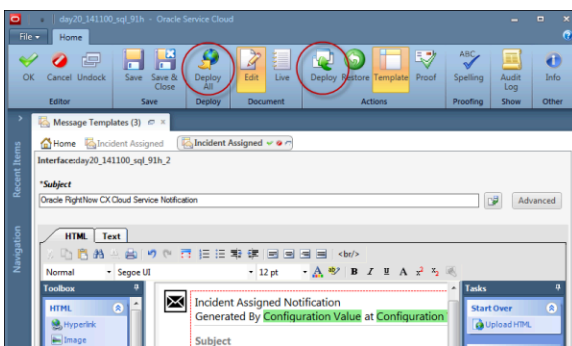 day20_141100_sql_91h - Oracle Service Cloud
File Home
OK Cancel Undock Save Save & Close Deploy All Edit Live Deploy Restore Template Proof Spelling Audit Log Info
Editor Save Deploy Document Actions Proofing Show Other
Message Templates (3)
Home Incident Assigned Incident Assigned
Interface:day20_141100_sql_91h_2
*Subject
Oracle RightNow CX Cloud Service Notification
Advanced
Recent Items
Navigation
HTML Text
<br/>
Normal Segoe UI 12 pt A ab B I U A x² x₂
Toolbox
HTML
Hyperlink
Image
Incident Assigned Notification
Generated By Configuration Value at Configuration
Subject
Tasks
Start Over
Upload HTML